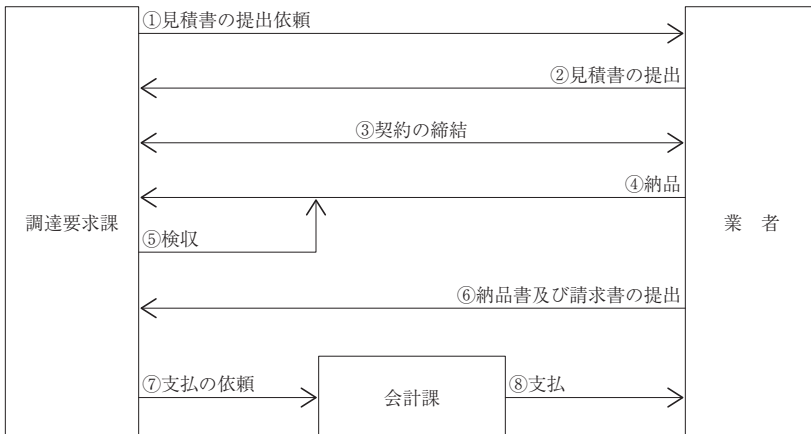 ①見積書の提出依頼
②見積書の提出
③契約の締結
④納品
調達要求課
業　者
⑤検収
⑥納品書及び請求書の提出
⑦支払の依頼
会計課
⑧支払